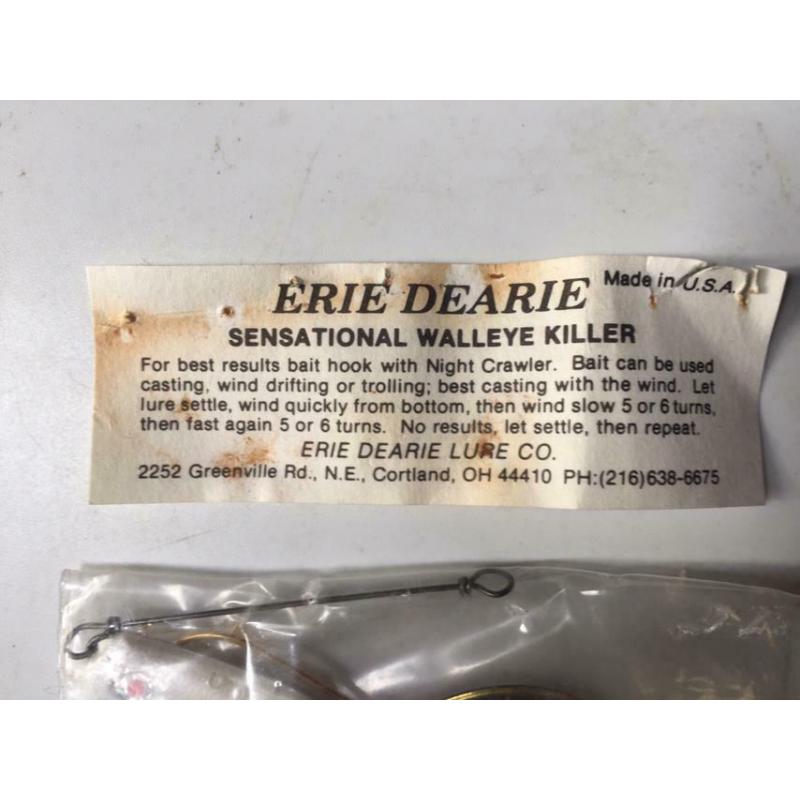 ERIE DEARIE Made in U.S.A.
SENSATIONAL WALLEYE KILLER
For best results bait hook with Night Crawler. Bait can be used
casting, wind drifting or trolling; best casting with the wind. Let
lure settle, wind quickly from bottom, then wind slow 5 or 6 turns,
then fast again 5 or 6 turns. No results, let settle, then repeat.
ERIE DEARIE LURE CO.
2252 Greenville Rd., N.E., Cortland, OH 44410 PH:(216)638-6675